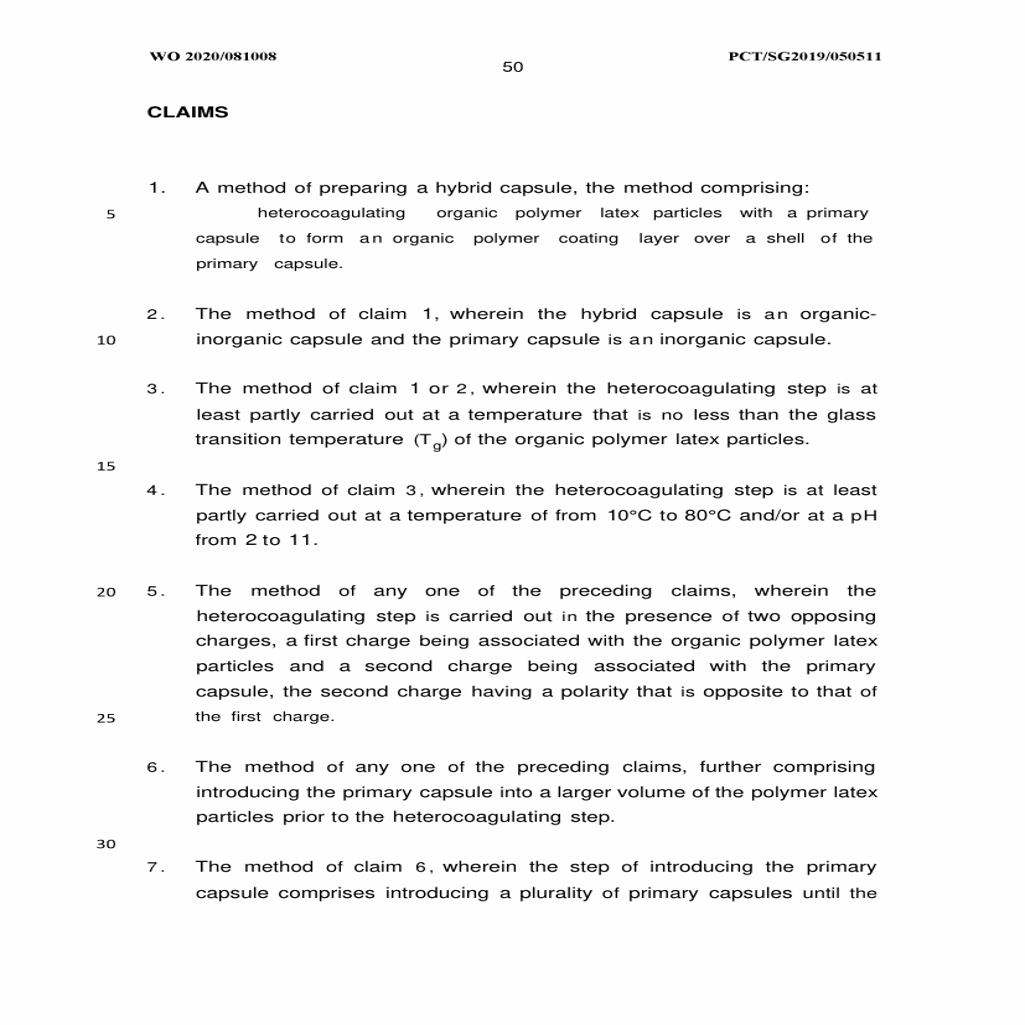 WO 2020/081008 PCT/SG2019/050511
50
CLAIMS
1. A method of preparing a hybrid capsule, the method comprising:
5 heterocoagulating organic polymer latex particles with a primary
capsule to form an organic polymer coating layer over a shell of the
primary capsule.
2. The method of claim 1, wherein the hybrid capsule is an organic-
10 inorganic capsule and the primary capsule is an inorganic capsule.
3. The method of claim 1 or 2, wherein the heterocoagulating step is at
least partly carried out at a temperature that is no less than the glass
transition temperature (Tg) of the organic polymer latex particles.
15
4. The method of claim 3, wherein the heterocoagulating step is at least
partly carried out at a temperature of from 10°C to 80°C and/or at a pH
from 2 to 11.
20 5. The method of any one of the preceding claims, wherein the
heterocoagulating step is carried out in the presence of two opposing
charges, a first charge being associated with the organic polymer latex
particles and a second charge being associated with the primary
capsule, the second charge having a polarity that is opposite to that of
25 the first charge.
6. The method of any one of the preceding claims, further comprising
introducing the primary capsule into a larger volume of the polymer latex
particles prior to the heterocoagulating step.
30
7. The method of claim 6, wherein the step of introducing the primary
capsule comprises introducing a plurality of primary capsules until the